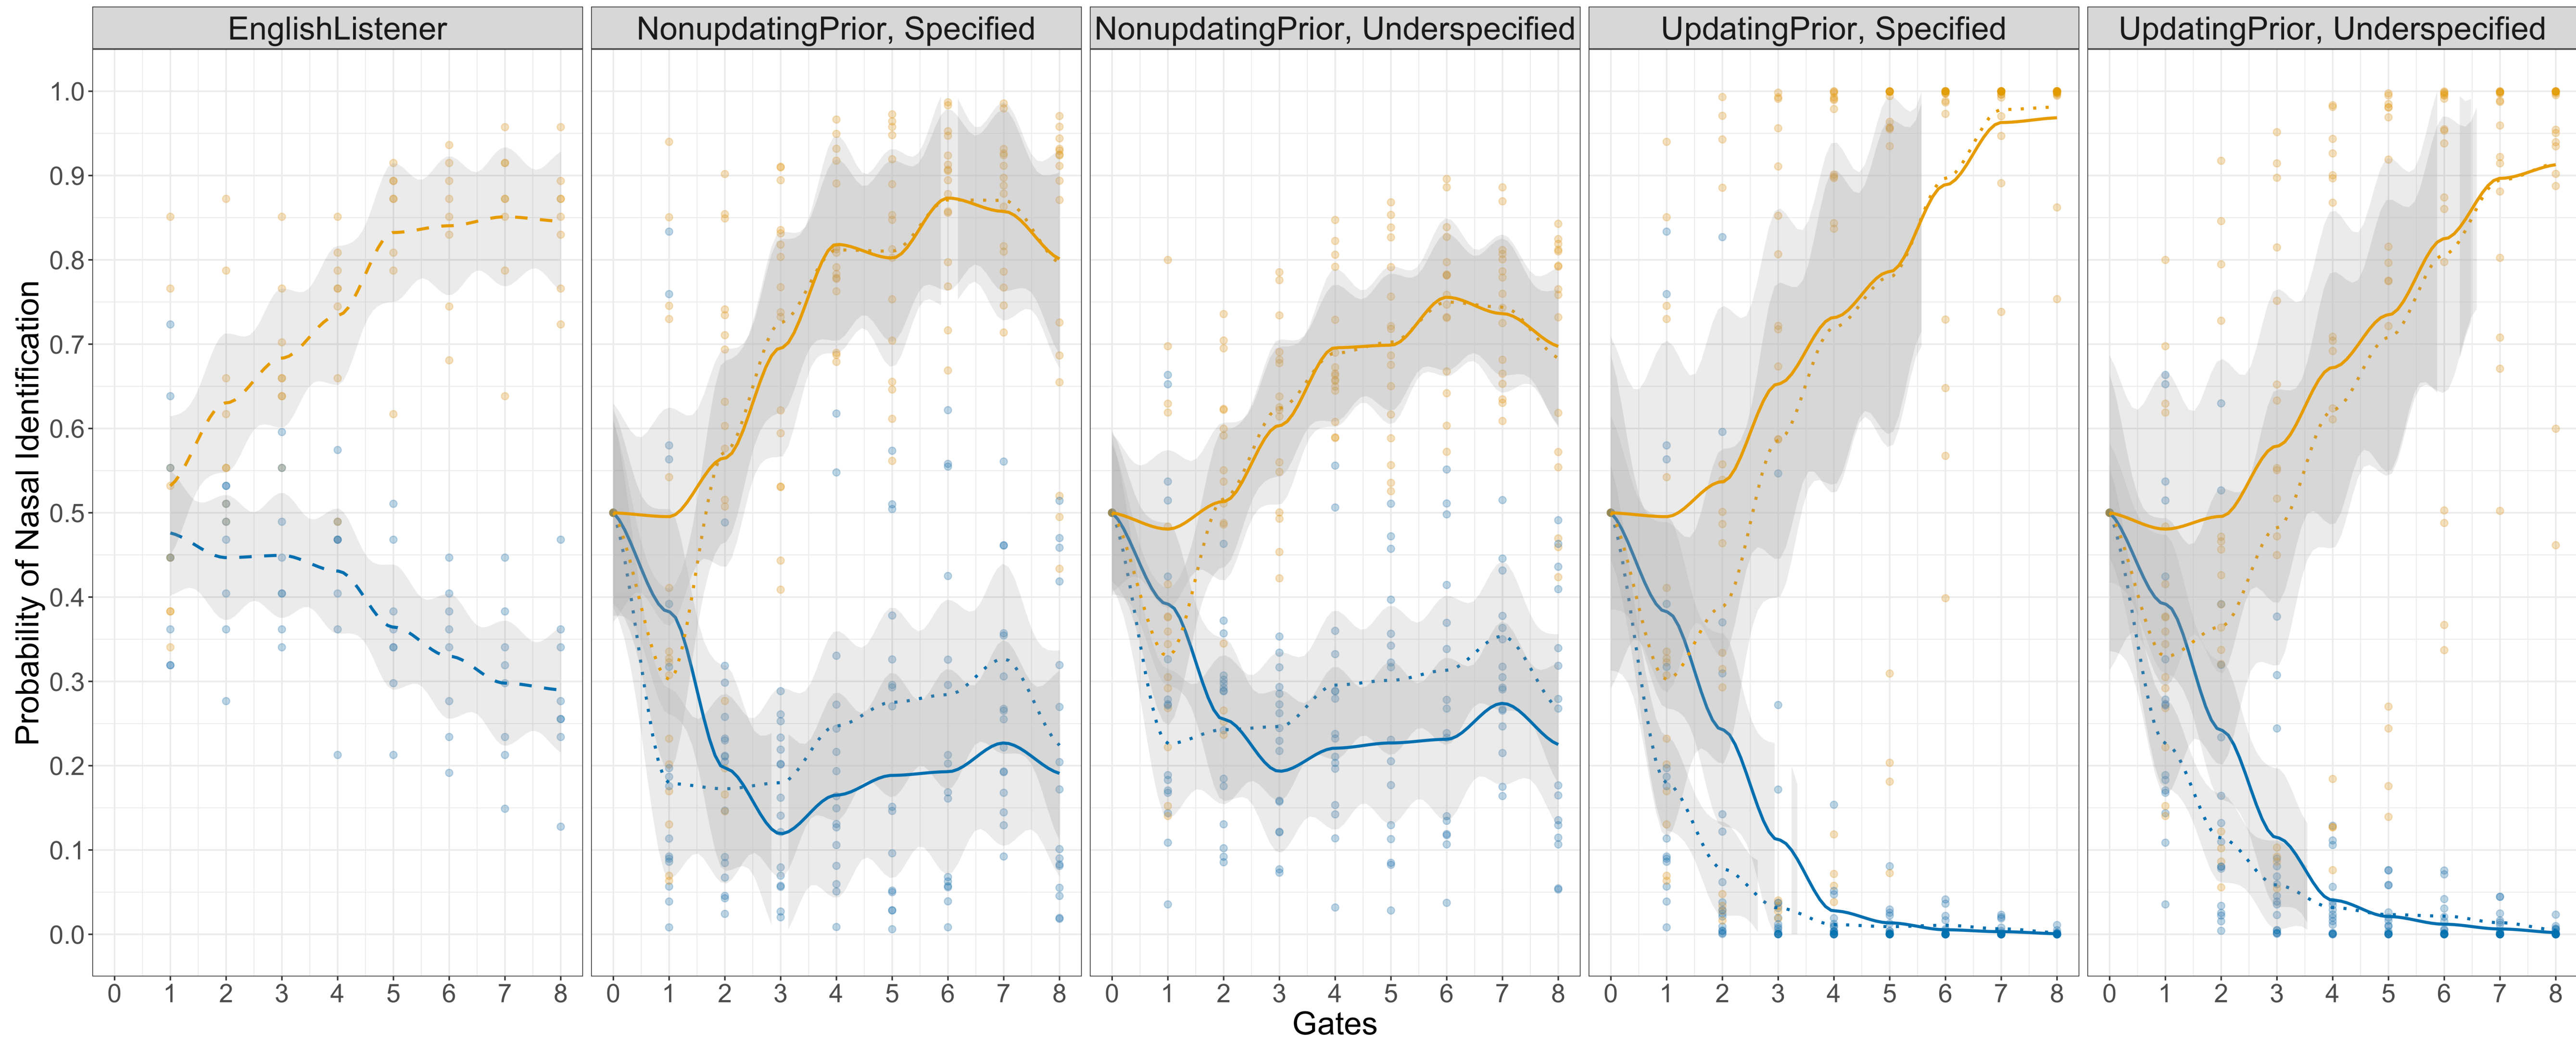 EnglishListener
NonupdatingPrior, Specified
NonupdatingPrior, Underspecified
UpdatingPrior, Specified
UpdatingPrior, Underspecified
Probability of Nasal Identification
1.0
0.9
0.8
0.7
0.6
0.5
0.4
0.3
0.2
0.1
0.0
0 1 2 3 4 5 6 7 8
0 1 2 3 4 5 6 7 8
0 1 2 3 4 5 6 7 8
0 1 2 3 4 5 6 7 8
0 1 2 3 4 5 6 7 8
Gates